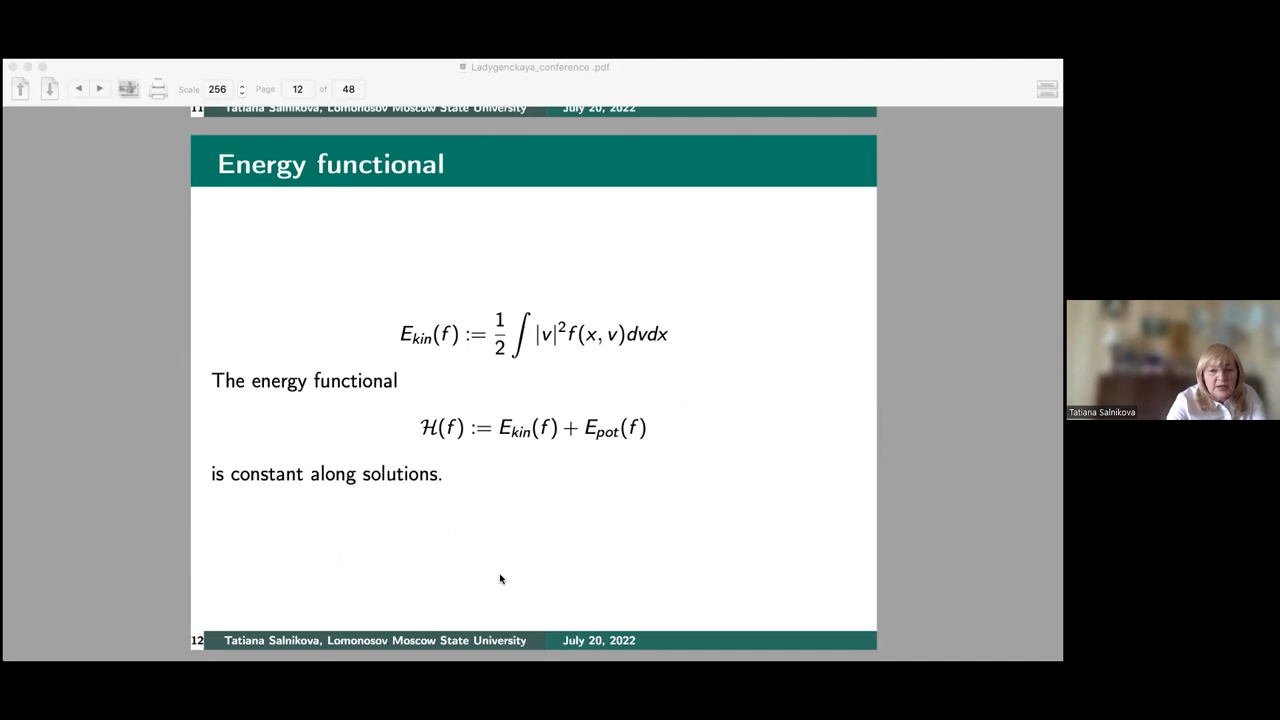 Ladygenckaya_conference .pdf
Scale 256 Page 12 of 48
11 Tatiana Salnikova, Lomonosov Moscow State University July 20, 2022
Energy functional
E_{kin}(f) := \frac{1}{2} \int |v|^2 f(x, v)dvdx
The energy functional
\mathcal{H}(f) := E_{kin}(f) + E_{pot}(f)
is constant along solutions.
Tatiana Salnikova
12 Tatiana Salnikova, Lomonosov Moscow State University July 20, 2022